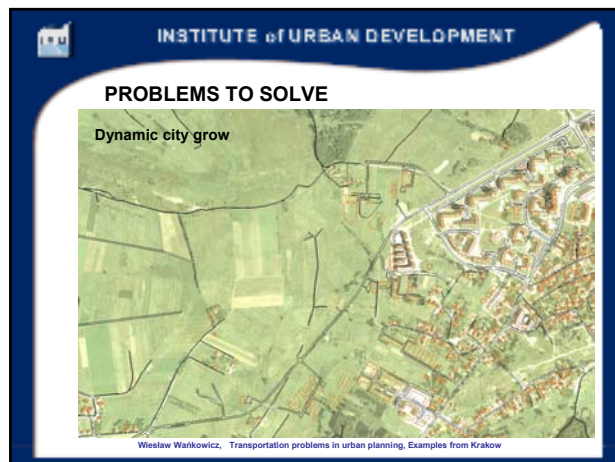 INSTITUTE of URBAN DEVELOPMENT
PROBLEMS TO SOLVE
Dynamic city grow
Wiesław Wańkowicz, Transportation problems in urban planning, Examples from Krakow